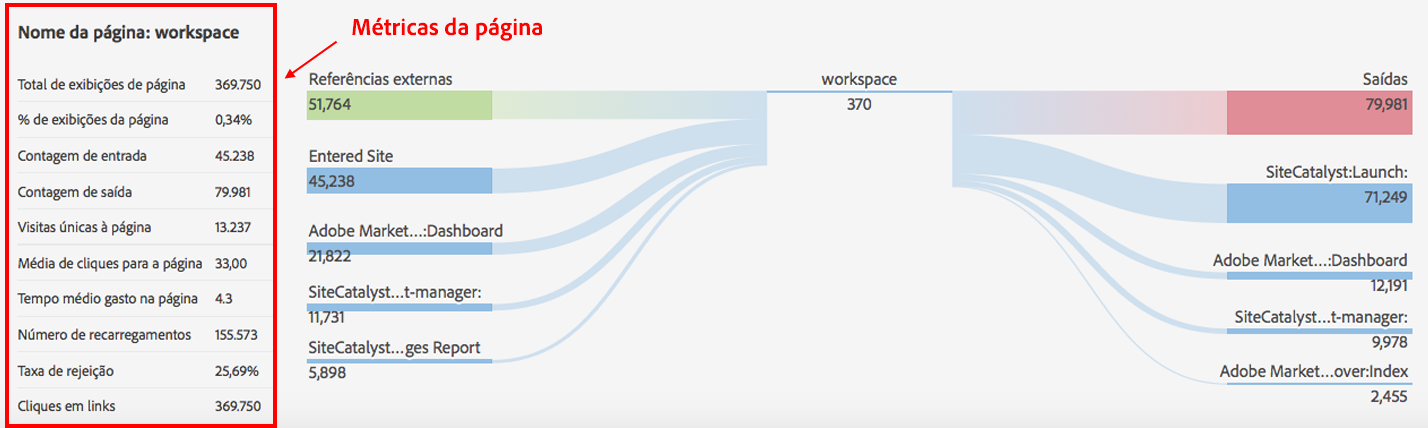 Nome da página: workspace
Total de exibições de página 369.750
% de exibições da página 0,34%
Contagem de entrada 45.238
Contagem de saída 79.981
Visitas únicas à página 13.237
Média de cliques para a página 33,00
Tempo médio gasto na página 4.3
Número de recarregamentos 155.573
Taxa de rejeição 25,69%
Cliques em links 369.750
Métricas da página
Referências externas
51,764
Entered Site
45,238
Adobe Market...:Dashboard
21,822
SiteCatalyst...t-manager:
11,731
SiteCatalyst...ges Report
5,898
workspace
370
Saídas
79,981
SiteCatalyst:Launch:
71,249
Adobe Market...:Dashboard
12,191
SiteCatalyst...t-manager:
9,978
Adobe Market...over:Index
2,455